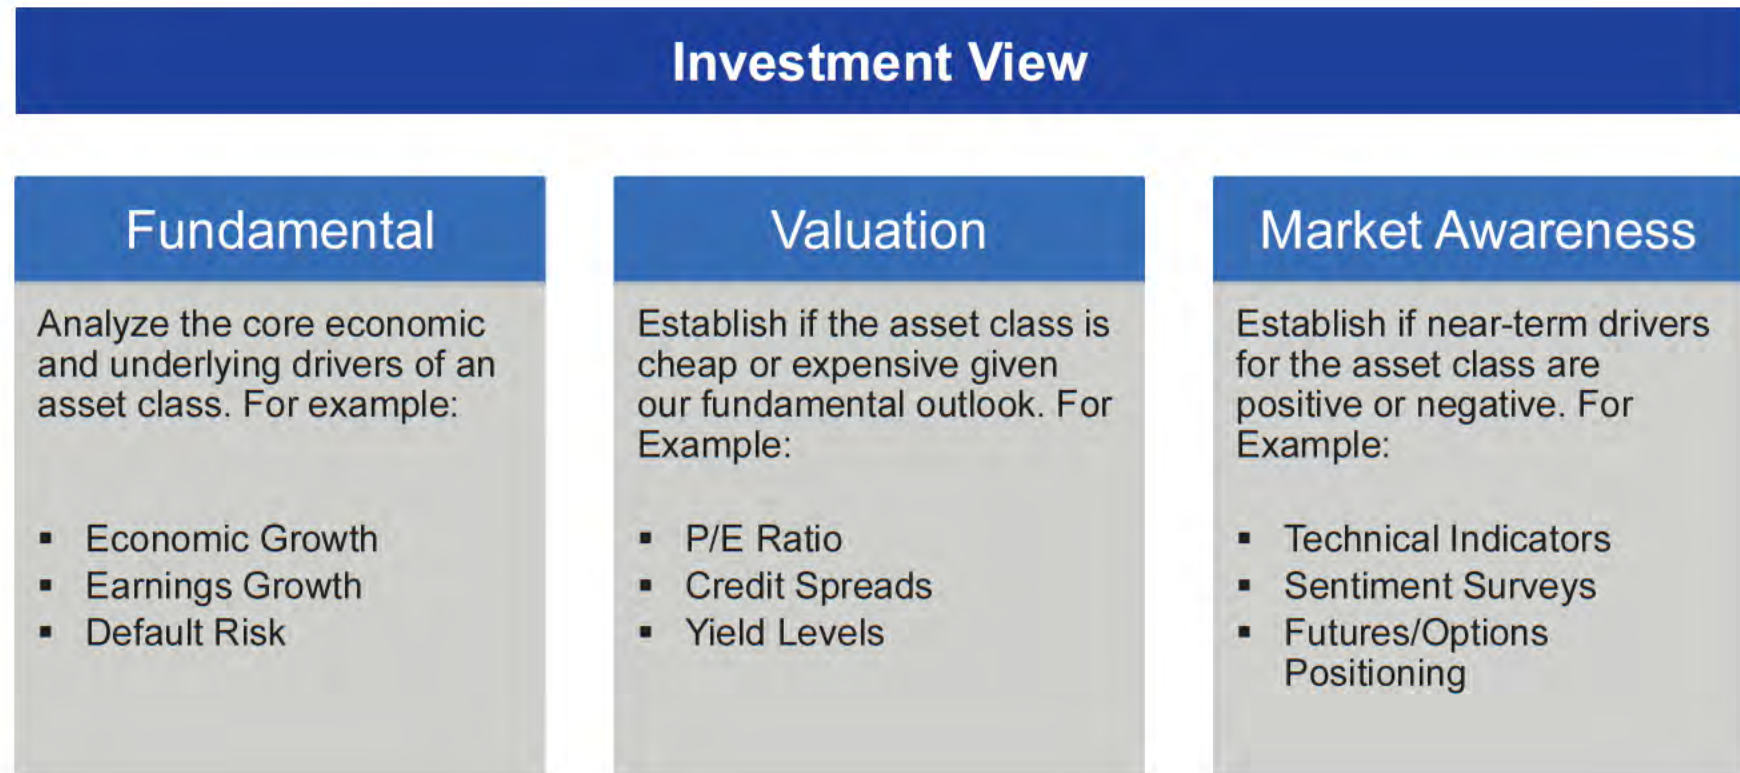 Investment View
Fundamental
Analyze the core economic
and underlying drivers of an
asset class. For example:
▪ Economic Growth
▪ Earnings Growth
▪ Default Risk
Valuation
Establish if the asset class is
cheap or expensive given
our fundamental outlook. For
Example:
▪ P/E Ratio
▪ Credit Spreads
▪ Yield Levels
Market Awareness
Establish if near-term drivers
for the asset class are
positive or negative. For
Example:
▪ Technical Indicators
▪ Sentiment Surveys
▪ Futures/Options
Positioning